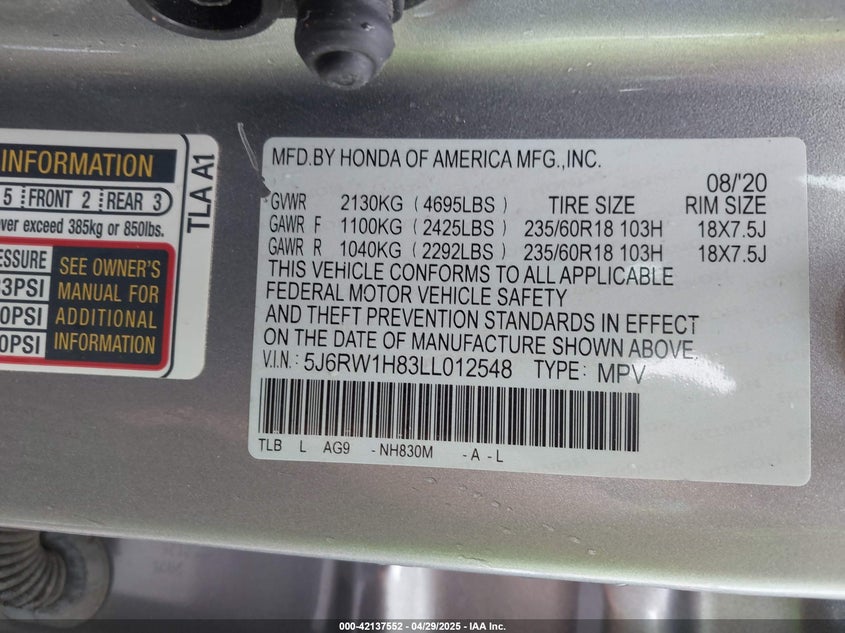 INFORMATION
5 FRONT 2 REAR 3
ver exceed 385kg or 850lbs.
TLA A1
SEE OWNER'S
MANUAL FOR
ADDITIONAL
INFORMATION
MFD.BY HONDA OF AMERICA MFG.,INC.
08/'20
GVWR 2130KG (4695LBS) TIRE SIZE RIM SIZE
GAWR F 1100KG (2425LBS) 235/60R18 103H 18X7.5J
GAWR R 1040KG (2292LBS) 235/60R18 103H 18X7.5J
THIS VEHICLE CONFORMS TO ALL APPLICABLE
FEDERAL MOTOR VEHICLE SAFETY
AND THEFT PREVENTION STANDARDS IN EFFECT
ON THE DATE OF MANUFACTURE SHOWN ABOVE.
V.I.N: 5J6RW1H83LL012548 TYPE: MPV
TLB L AG9 -NH830M -A -L
000-42137552 - 04/29/2025 - IAA Inc.